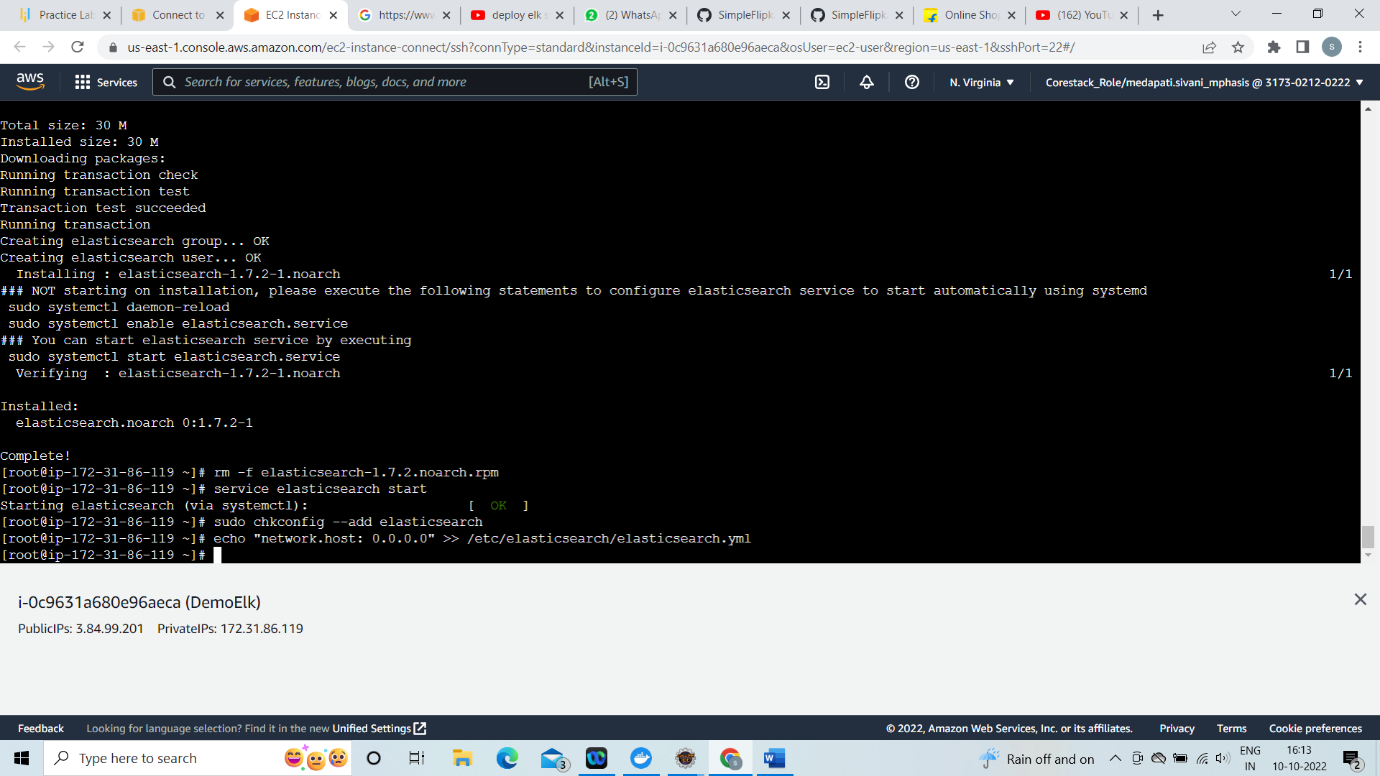 Practice Lab
Connect to
EC2 Instanc
https://www
deploy elk s
(2) WhatsAp
SimpleFlipk
SimpleFlipk
Online Shop
(162) YouTu
us-east-1.console.aws.amazon.com/ec2-instance-connect/ssh?connType=standard&instanceId=i-0c9631a680e96aeca&osUser=ec2-user&region=us-east-1&sshPort=22#/
S
aws
Services
Search for services, features, blogs, docs, and more
[Alt+S]
N. Virginia
Corestack_Role/medapati.sivani_mphasis @ 3173-0212-0222
Total size: 30 M
Installed size: 30 M
Downloading packages:
Running transaction check
Running transaction test
Transaction test succeeded
Running transaction
Creating elasticsearch group... OK
Creating elasticsearch user... OK
  Installing : elasticsearch-1.7.2-1.noarch 1/1
### NOT starting on installation, please execute the following statements to configure elasticsearch service to start automatically using systemd
 sudo systemctl daemon-reload
 sudo systemctl enable elasticsearch.service
### You can start elasticsearch service by executing
 sudo systemctl start elasticsearch.service
  Verifying  : elasticsearch-1.7.2-1.noarch 1/1
Installed:
  elasticsearch.noarch 0:1.7.2-1
Complete!
[root@ip-172-31-86-119 ~]# rm -f elasticsearch-1.7.2.noarch.rpm
[root@ip-172-31-86-119 ~]# service elasticsearch start
Starting elasticsearch (via systemctl): [ OK ]
[root@ip-172-31-86-119 ~]# sudo chkconfig --add elasticsearch
[root@ip-172-31-86-119 ~]# echo "network.host: 0.0.0.0" >> /etc/elasticsearch/elasticsearch.yml
[root@ip-172-31-86-119 ~]#
i-0c9631a680e96aeca (DemoElk)
PublicIPs: 3.84.99.201 PrivateIPs: 172.31.86.119
Feedback
Looking for language selection? Find it in the new Unified Settings
© 2022, Amazon Web Services, Inc. or its affiliates.
Privacy
Terms
Cookie preferences
Type here to search
3
Rain off and on
ENG
IN
16:13
10-10-2022
2